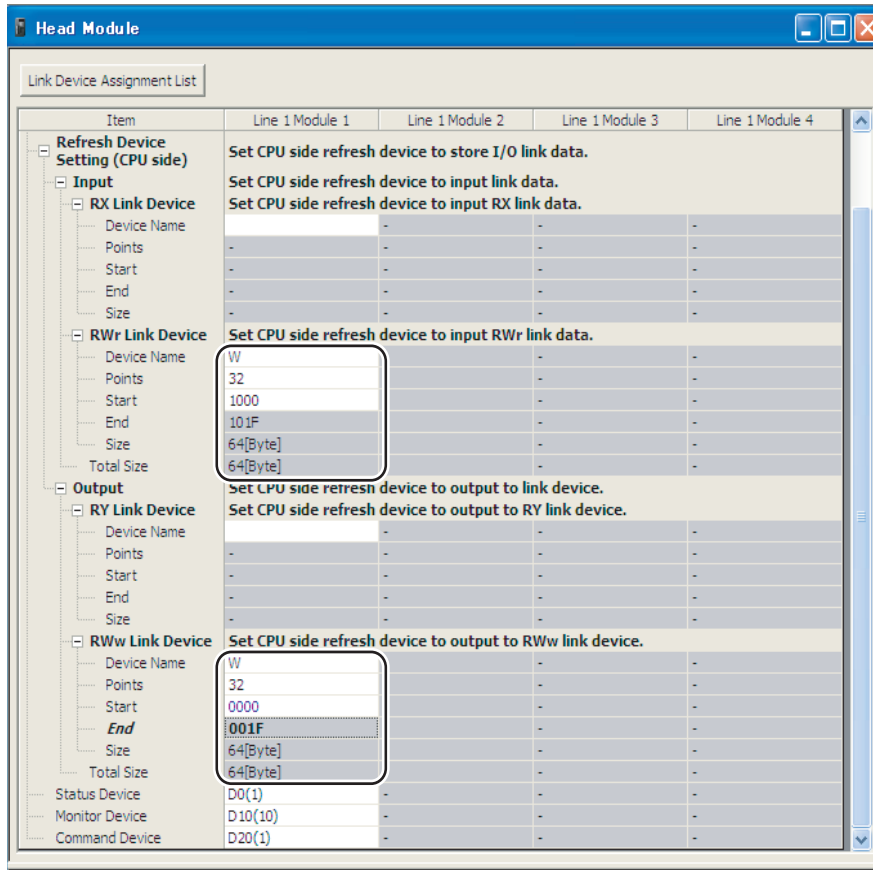 Head Module
Link Device Assignment List
Item Line 1 Module 1 Line 1 Module 2 Line 1 Module 3 Line 1 Module 4
Refresh Device
Setting (CPU side) Set CPU side refresh device to store I/O link data.
Input Set CPU side refresh device to input link data.
RX Link Device Set CPU side refresh device to input RX link data.
Device Name - - -
Points - - - -
Start - - - -
End - - - -
Size - - - -
RWr Link Device Set CPU side refresh device to input RWr link data.
Device Name W - -
Points 32 - -
Start 1000 - -
End 101F - -
Size 64[Byte] - -
Total Size 64[Byte] - -
Output Set CPU side refresh device to output to link device.
RY Link Device Set CPU side refresh device to output to RY link device.
Device Name - - -
Points - - - -
Start - - - -
End - - - -
Size - - - -
RWw Link Device Set CPU side refresh device to output to RWw link device.
Device Name W - -
Points 32 - -
Start 0000 - -
End 001F - -
Size 64[Byte] - -
Total Size 64[Byte] - -
Status Device D0(1) - - -
Monitor Device D10(10) - - -
Command Device D20(1) - - -